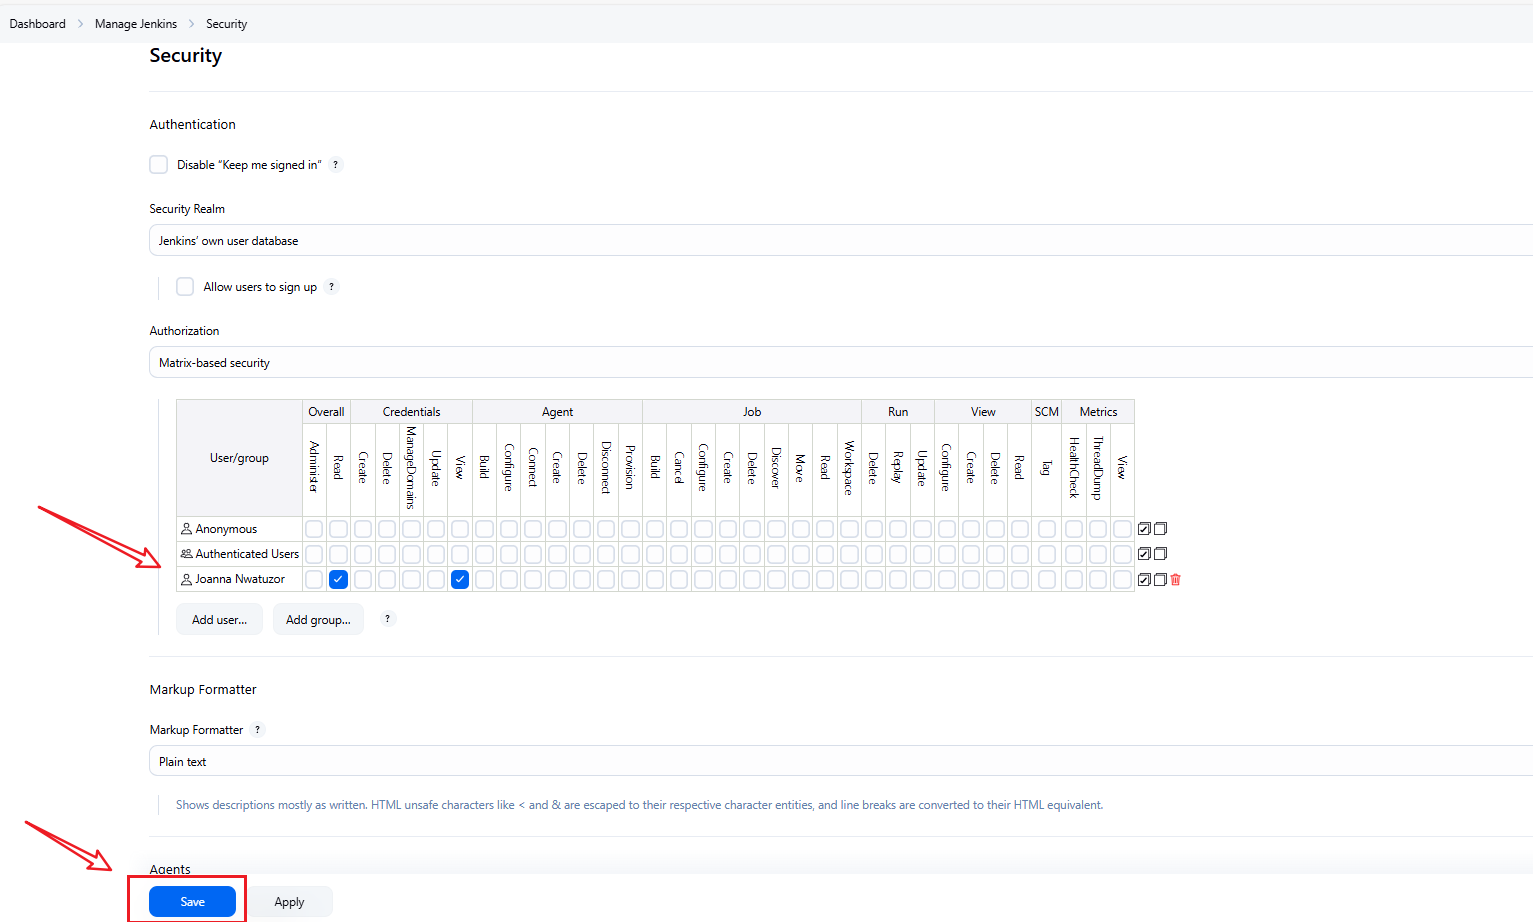 Dashboard > Manage Jenkins > Security
Security
Authentication
Disable “Keep me signed in” ?
Security Realm
Jenkins’ own user database
Allow users to sign up ?
Authorization
Matrix-based security
User/group Overall Credentials Agent Job Run View SCM Metrics
Administer Read Create Delete ManageDomains Update View Build Configure Connect Create Delete Disconnect Provision Build Cancel Configure Create Delete Discover Move Read Workspace Delete Replay Update Configure Create Delete Read Tag HealthCheck ThreadDump View
Anonymous
Authenticated Users
Joanna Nwatuzor
Add user... Add group... ?
Markup Formatter
Markup Formatter ?
Plain text
Shows descriptions mostly as written. HTML unsafe characters like < and & are escaped to their respective character entities, and line breaks are converted to their HTML equivalent.
Agents
Save Apply